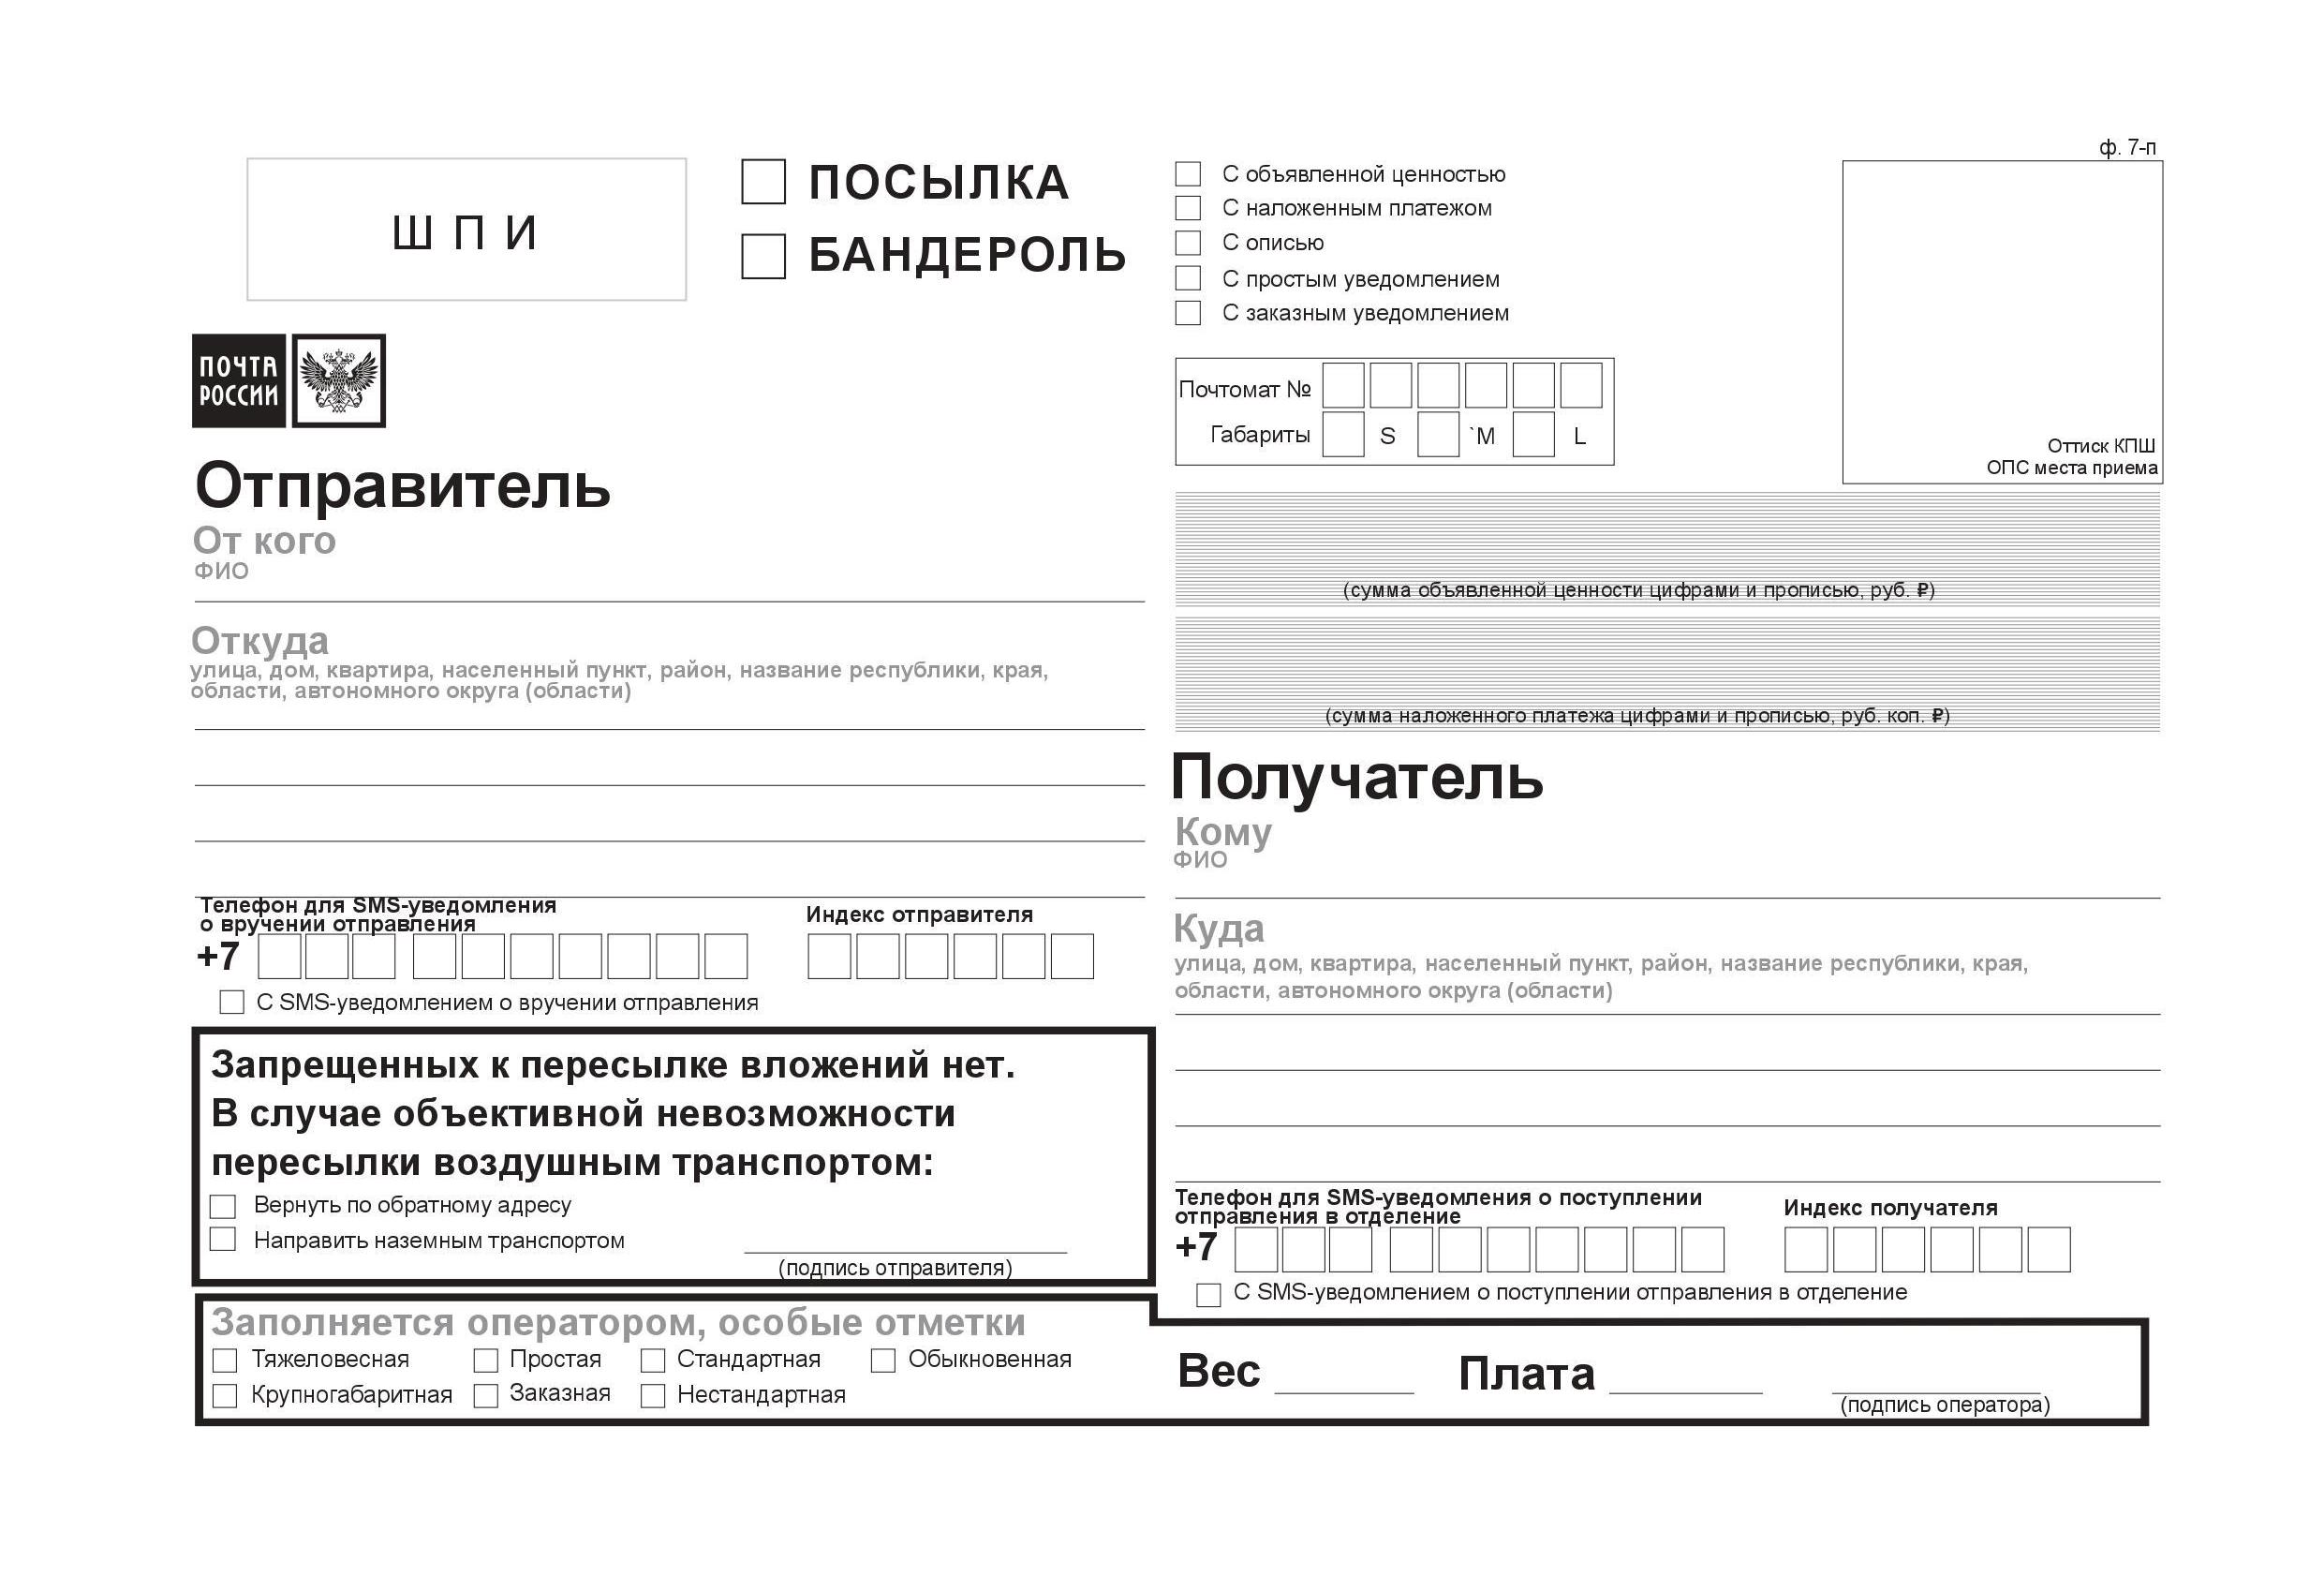 ф. 7-п
ШПИ
ПОСЫЛКА
БАНДЕРОЛЬ
С объявленной ценностью
С наложенным платежом
С описью
С простым уведомлением
С заказным уведомлением
ПОЧТА
РОССИИ
Почтомат №
Габариты S `M L
Оттиск КПШ
ОПС места приема
Отправитель
От кого
ФИО
Откуда
улица, дом, квартира, населенный пункт, район, название республики, края,
области, автономного округа (области)
Телефон для SMS-уведомления
о вручении отправления
Индекс отправителя
+7
С SMS-уведомлением о вручении отправления
Запрещенных к пересылке вложений нет.
В случае объективной невозможности
пересылки воздушным транспортом:
Вернуть по обратному адресу
Направить наземным транспортом
(подпись отправителя)
(сумма объявленной ценности цифрами и прописью, руб. ₽)
(сумма наложенного платежа цифрами и прописью, руб. коп. ₽)
Получатель
Кому
ФИО
Куда
улица, дом, квартира, населенный пункт, район, название республики, края,
области, автономного округа (области)
Телефон для SMS-уведомления о поступлении
отправления в отделение
Индекс получателя
+7
С SMS-уведомлением о поступлении отправления в отделение
Заполняется оператором, особые отметки
Тяжеловесная Простая Стандартная Обыкновенная
Крупногабаритная Заказная Нестандартная
Вес Плата
(подпись оператора)